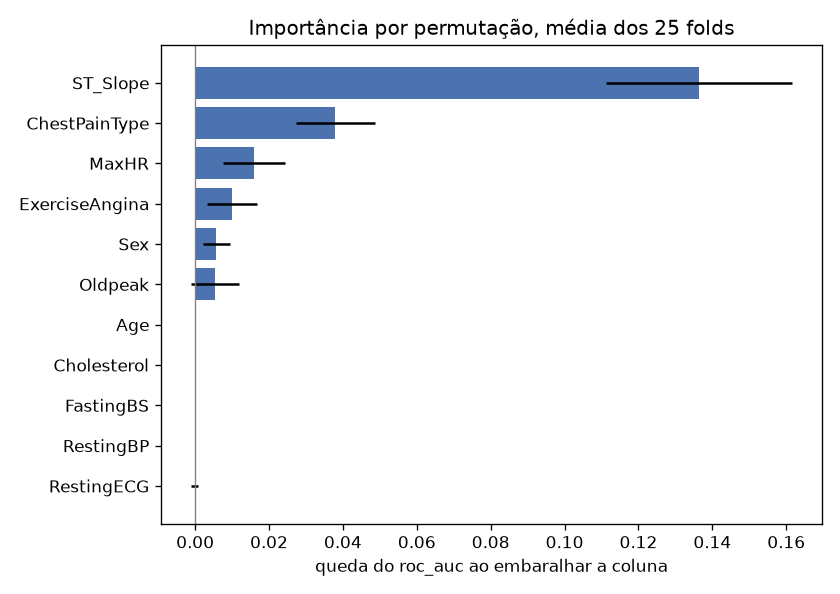 Importância por permutação, média dos 25 folds
ST_Slope
ChestPainType
MaxHR
ExerciseAngina
Sex
Oldpeak
Age
Cholesterol
FastingBS
RestingBP
RestingECG
0.00 0.02 0.04 0.06 0.08 0.10 0.12 0.14 0.16
queda do roc_auc ao embaralhar a coluna